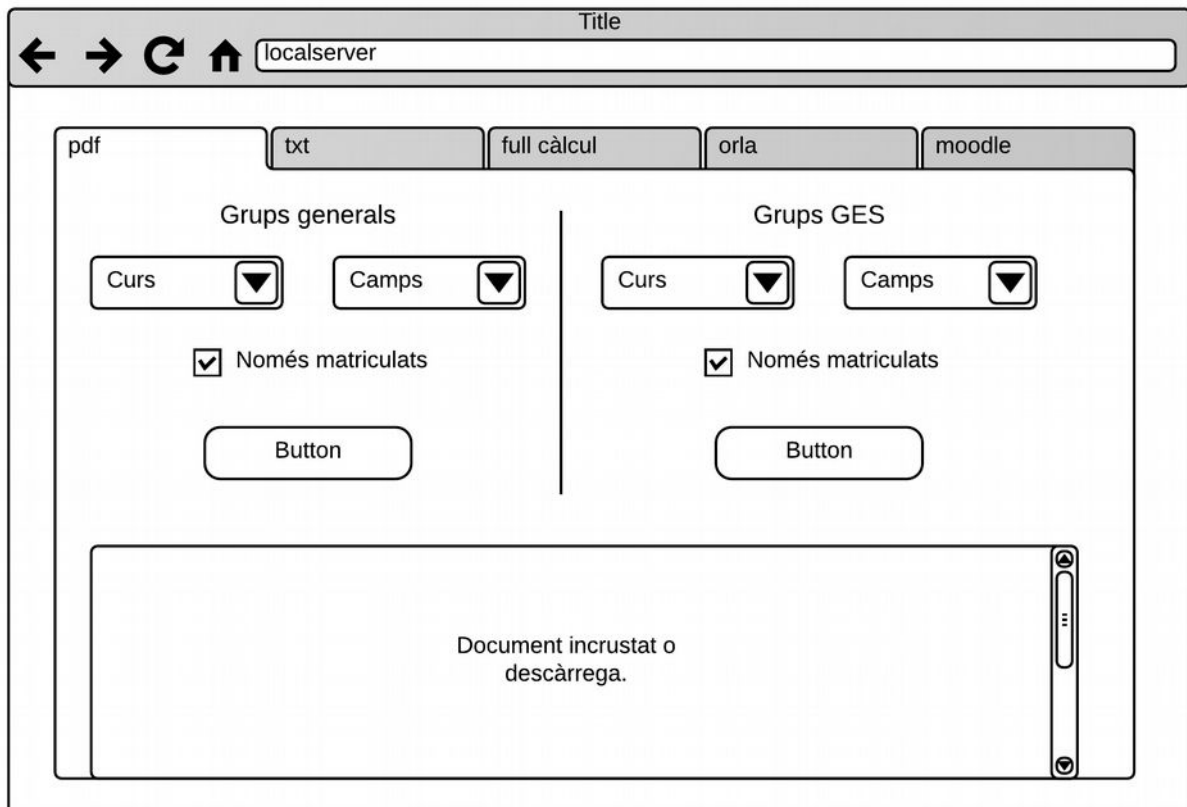 Title
localserver
pdf
txt
full càlcul
orla
moodle
Grups generals
Grups GES
Curs
Camps
Curs
Camps
Només matriculats
Només matriculats
Button
Button
Document incrustat o
descàrrega.